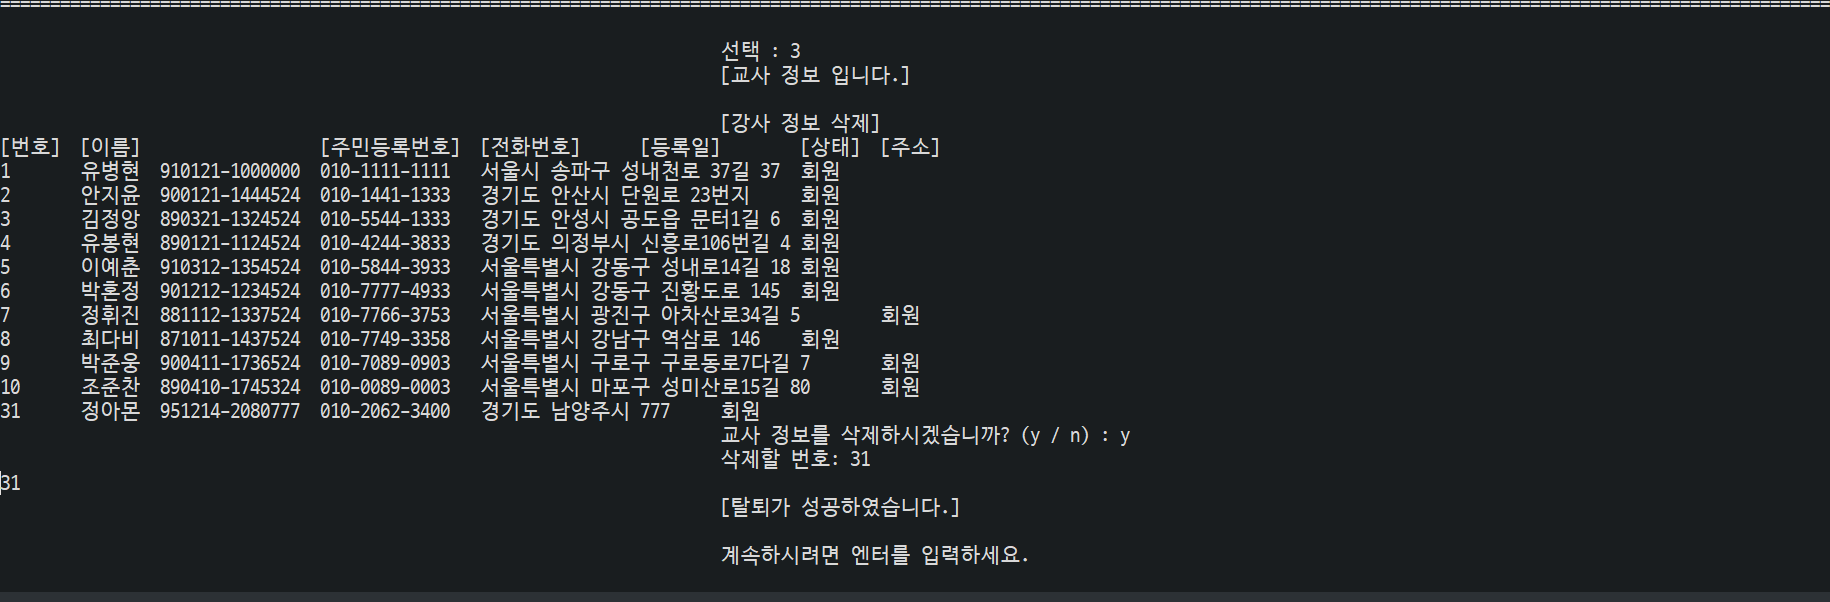 선택 : 3
[교사 정보 입니다.]
[강사 정보 삭제]
[번호] [이름] [주민등록번호] [전화번호] [등록일] [상태] [주소]
1 유병현 910121-1000000 010-1111-1111 서울시 송파구 성내천로 37길 37 회원
2 안지윤 900121-1444524 010-1441-1333 경기도 안산시 단원로 23번지 회원
3 김정앙 890321-1324524 010-5544-1333 경기도 안성시 공도읍 문터1길 6 회원
4 유봉현 890121-1124524 010-4244-3833 경기도 의정부시 신흥로106번길 4 회원
5 이예춘 910312-1354524 010-5844-3933 서울특별시 강동구 성내로14길 18 회원
6 박혼정 901212-1234524 010-7777-4933 서울특별시 강동구 진황도로 145 회원
7 정휘진 881112-1337524 010-7766-3753 서울특별시 광진구 아차산로34길 5 회원
8 최다비 871011-1437524 010-7749-3358 서울특별시 강남구 역삼로 146 회원
9 박준웅 900411-1736524 010-7089-0903 서울특별시 구로구 구로동로7다길 7 회원
10 조준찬 890410-1745324 010-0089-0003 서울특별시 마포구 성미산로15길 80 회원
31 정아몬 951214-2080777 010-2062-3400 경기도 남양주시 777 회원
교사 정보를 삭제하시겠습니까? (y / n) : y
삭제할 번호: 31
31
[탈퇴가 성공하였습니다.]
계속하시려면 엔터를 입력하세요.